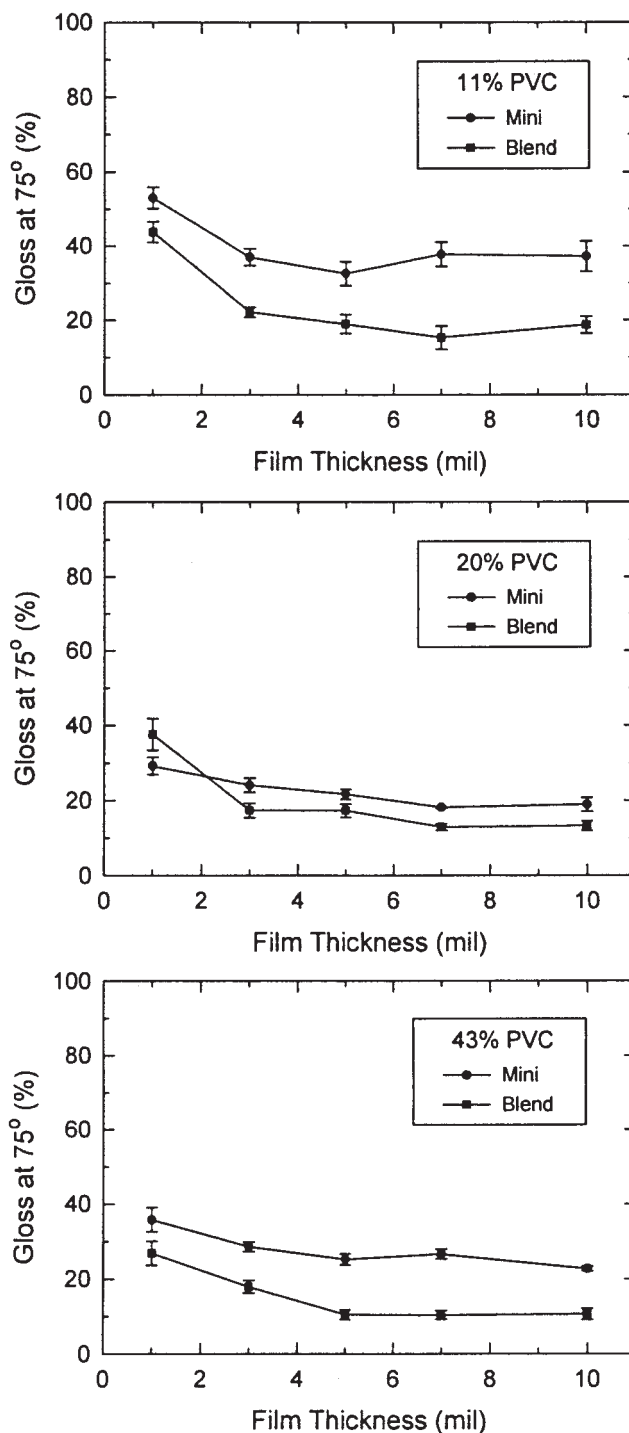 100
80
60
40
20
0
Gloss at 75° (%)
11% PVC
Mini
Blend
0 2 4 6 8 10
Film Thickness (mil)
100
80
60
40
20
0
Gloss at 75° (%)
20% PVC
Mini
Blend
0 2 4 6 8 10
Film Thickness (mil)
100
80
60
40
20
0
Gloss at 75° (%)
43% PVC
Mini
Blend
0 2 4 6 8 10
Film Thickness (mil)